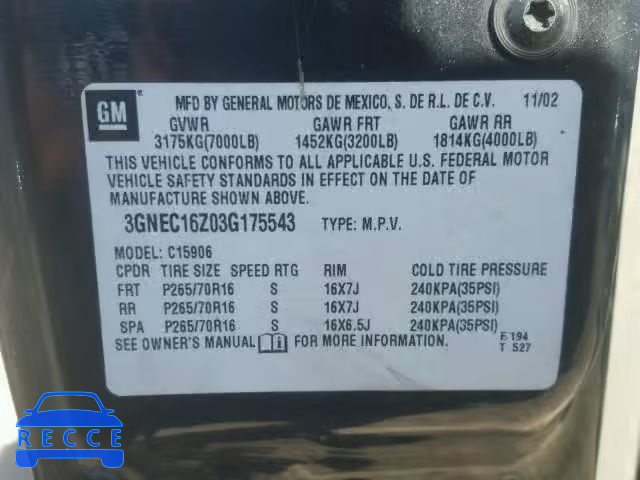 GM ® MFD BY GENERAL MOTORS DE MEXICO, S. DE R.L. DE C.V. 11/02
GVWR GAWR FRT GAWR RR
3175KG(7000LB) 1452KG(3200LB) 1814KG(4000LB)
THIS VEHICLE CONFORMS TO ALL APPLICABLE U.S. FEDERAL MOTOR
VEHICLE SAFETY STANDARDS IN EFFECT ON THE DATE OF
MANUFACTURE SHOWN ABOVE.
3GNEC16Z03G175543 TYPE: M.P.V.
MODEL: C15906
CPDR TIRE SIZE SPEED RTG RIM COLD TIRE PRESSURE
FRT P265/70R16 S 16X7J 240KPA(35PSI)
RR P265/70R16 S 16X7J 240KPA(35PSI)
SPA P265/70R16 S 16X6.5J 240KPA(35PSI)
SEE OWNER'S MANUAL FOR MORE INFORMATION.
F 194
T 527
RECCE